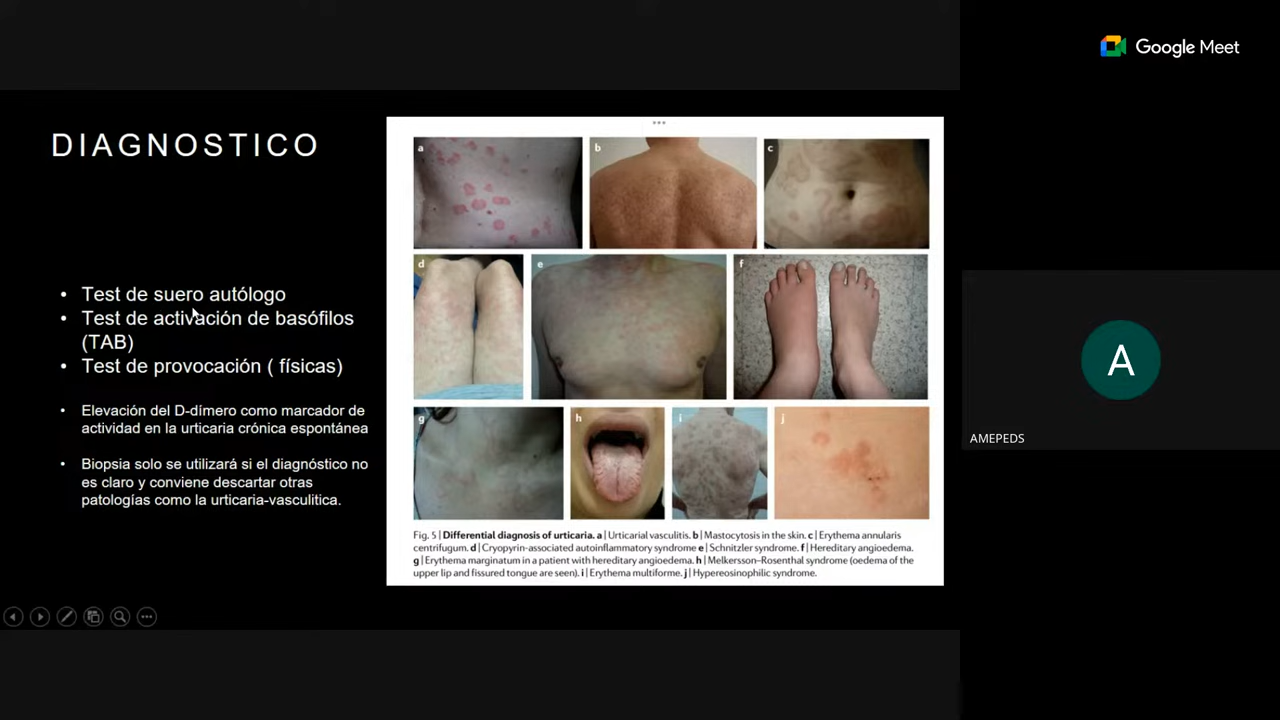 Google Meet
DIAGNOSTICO
• Test de suero autólogo
• Test de activación de basófilos
(TAB)
• Test de provocación ( físicas)
• Elevación del D-dímero como marcador de
actividad en la urticaria crónica espontánea
• Biopsia solo se utilizará si el diagnóstico no
es claro y conviene descartar otras
patologías como la urticaria-vasculitica.
a
b
c
d
e
f
g
h
i
j
Fig. 5 | Differential diagnosis of urticaria. a | Urticarial vasculitis. b | Mastocytosis in the skin. c | Erythema annularis
centrifugum. d | Cryopyrin-associated autoinflammatory syndrome e | Schnitzler syndrome. f | Hereditary angioedema.
g | Erythema marginatum in a patient with hereditary angioedema. h | Melkersson–Rosenthal syndrome (oedema of the
upper lip and fissured tongue are seen). i | Erythema multiforme. j | Hypereosinophilic syndrome.
A
AMEPEDS